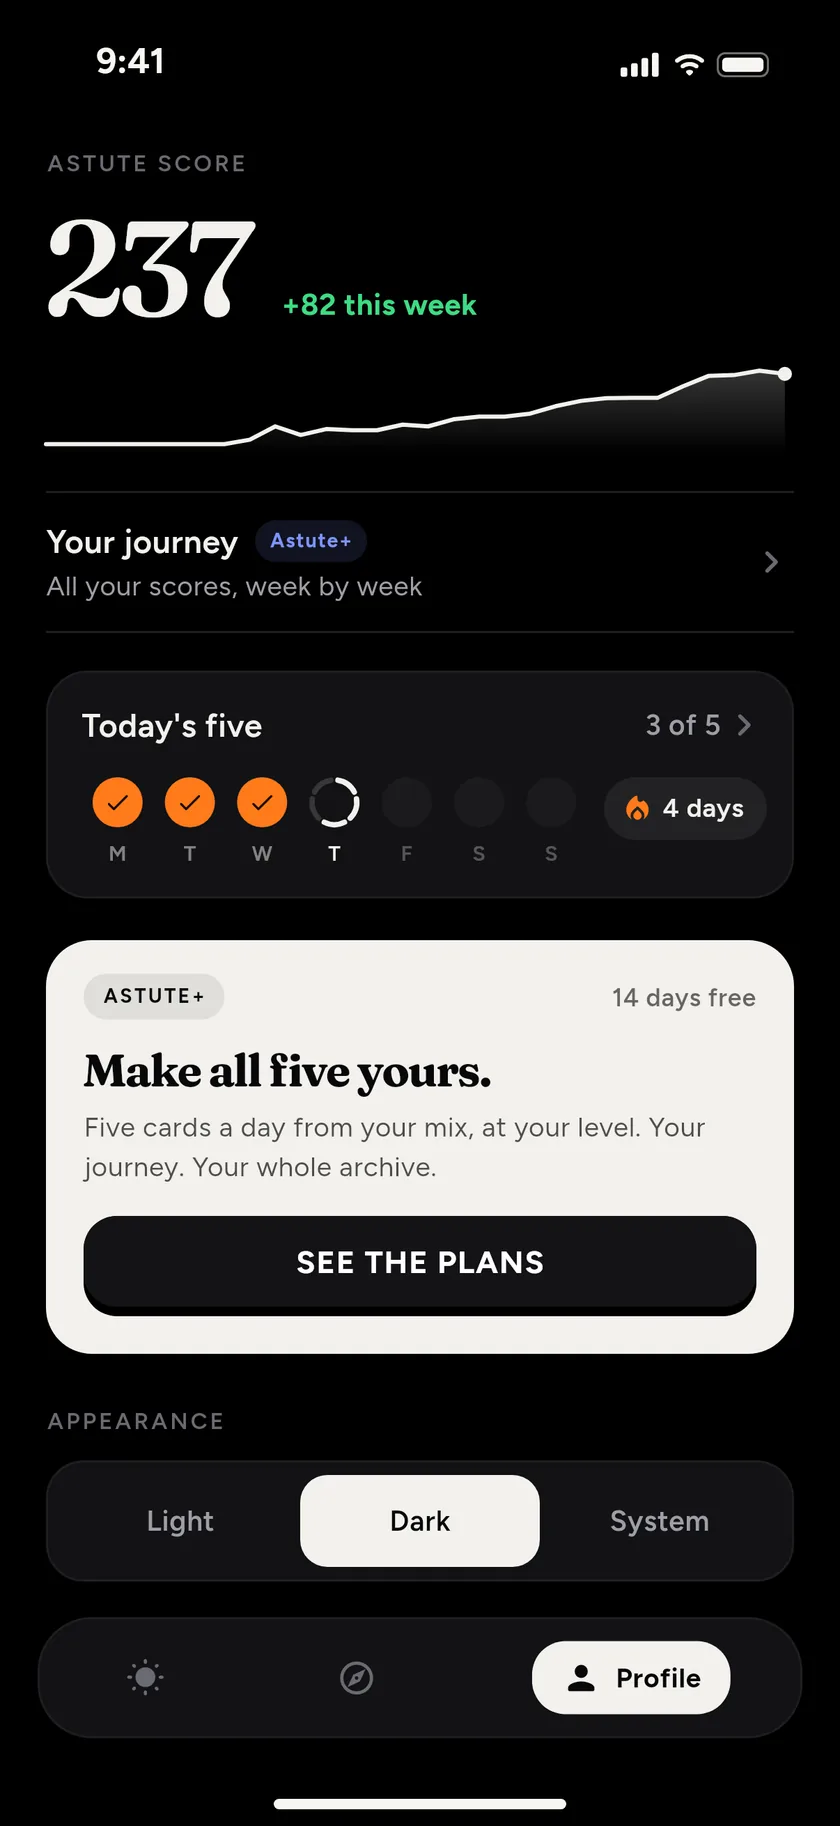 9:41
ASTUTE SCORE
237 +82 this week
Your journey Astute+
All your scores, week by week
Today's five 3 of 5
4 days
M T W T F S S
ASTUTE+ 14 days free
Make all five yours.
Five cards a day from your mix, at your level. Your
journey. Your whole archive.
SEE THE PLANS
APPEARANCE
Light Dark System
Profile